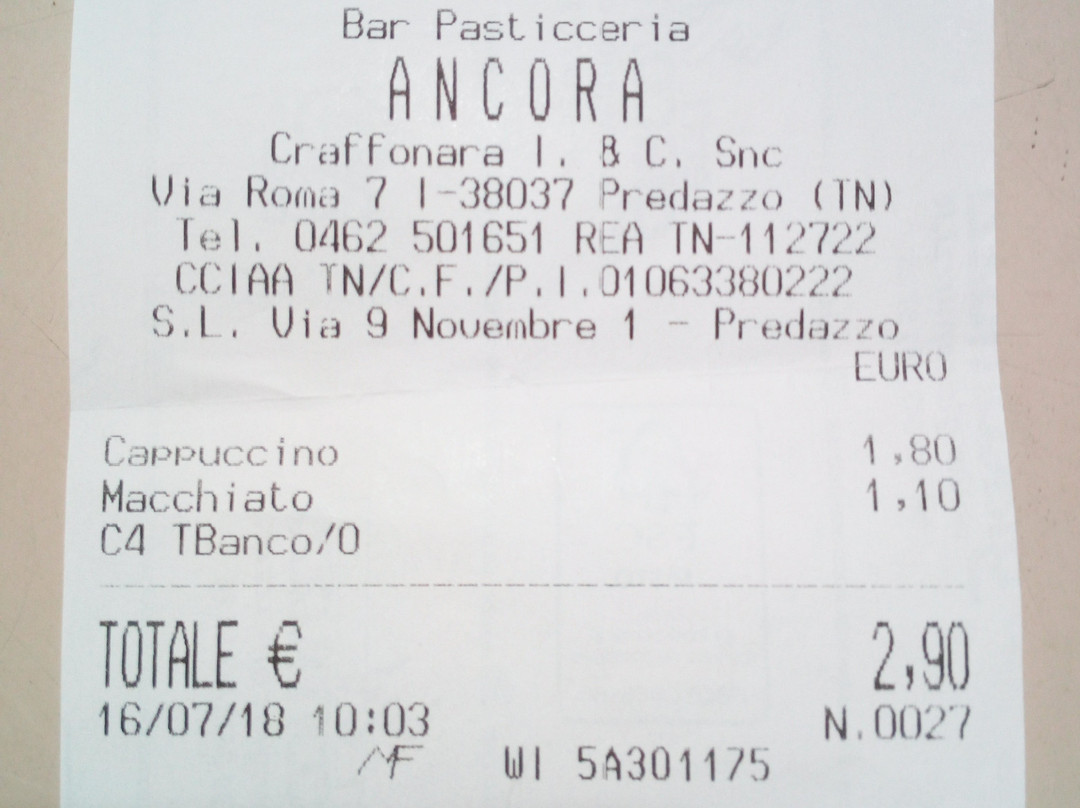 Bar Pasticceria
ANCORA
Craffonara I. & C. Snc
Via Roma 7 I-38037 Predazzo (TN)
Tel. 0462 501651 REA TN-112722
CCIAA TN/C.F./P.I.01063380222
S.L. Via 9 Novembre 1 - Predazzo
EURO
Cappuccino 1,80
Macchiato 1,10
C4 TBanco/0
TOTALE € 2,90
16/07/18 10:03 N.0027
MF WI 5A301175